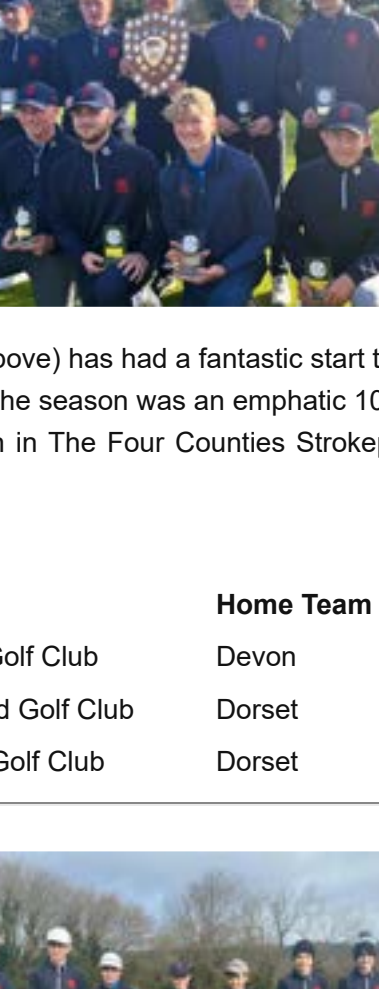 ove) has had a fantastic start t
he season was an emphatic 10
n in The Four Counties Strokep
Home Team
Golf Club Devon
d Golf Club Dorset
Golf Club Dorset